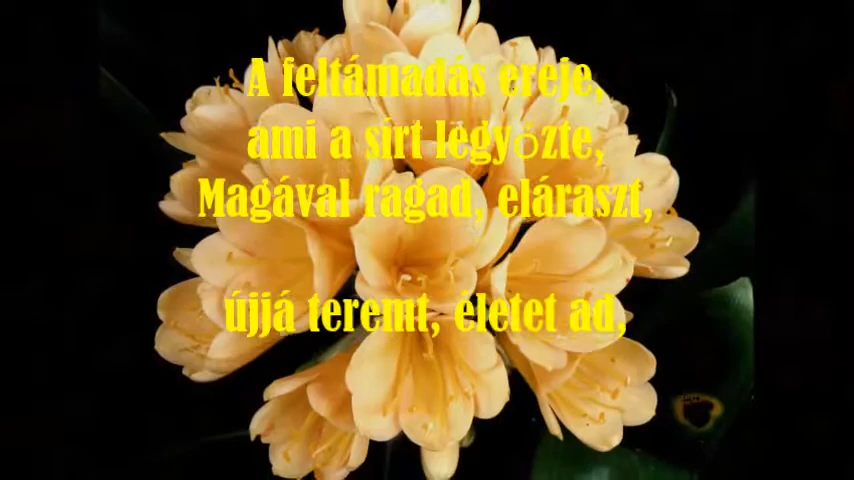 A feltámadás ereje,
ami a sírt legyőzte,
Magával ragad, eláraszt,
újjá teremt, életet ad,